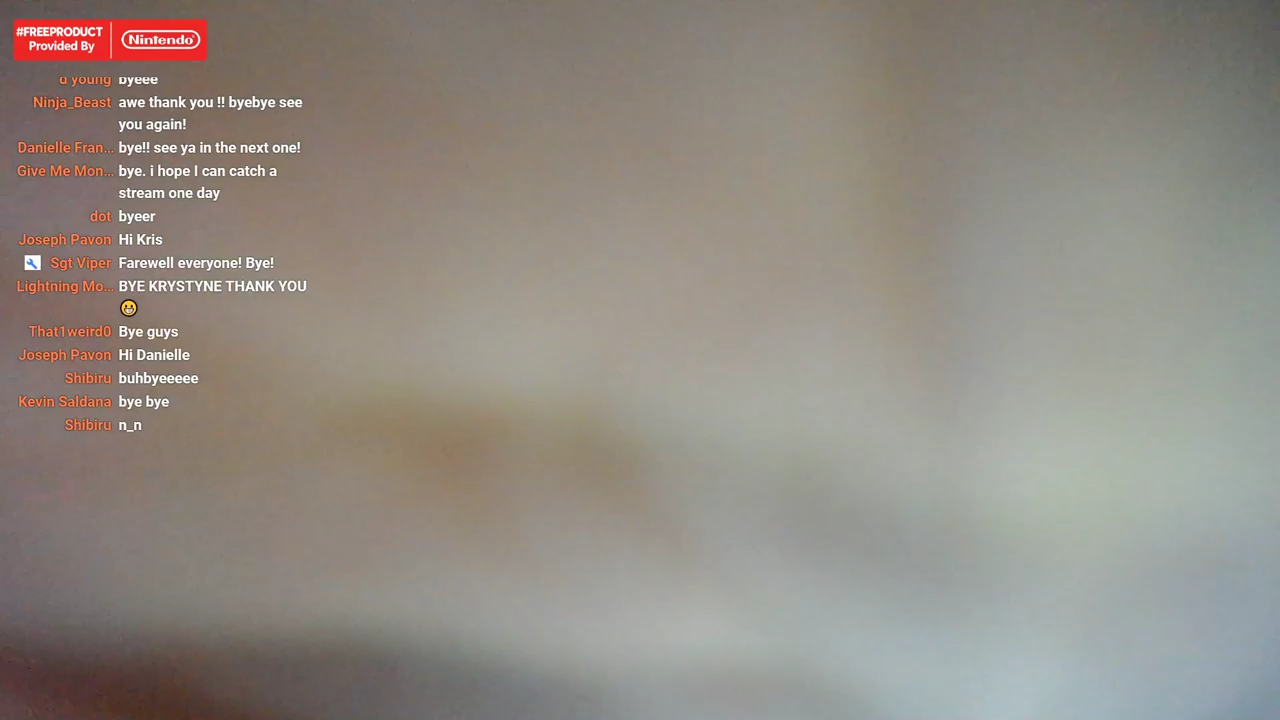 #FREEPRODUCT
Provided By
Nintendo
d young byeee
Ninja_Beast awe thank you !! byebye see
you again!
Danielle Fran... bye!! see ya in the next one!
Give Me Mon... bye. i hope I can catch a
stream one day
dot byeer
Joseph Pavon Hi Kris
Sgt Viper Farewell everyone! Bye!
Lightning Mo... BYE KRYSTYNE THANK YOU
That1weird0 Bye guys
Joseph Pavon Hi Danielle
Shibiru buhbyeeeee
Kevin Saldana bye bye
Shibiru n_n